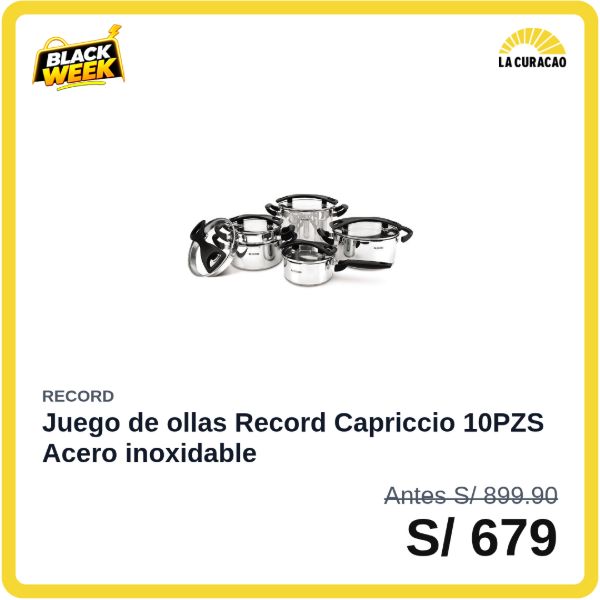 BLACK
WEEK
LA CURACAO
RECORD
Juego de ollas Record Capriccio 10PZS
Acero inoxidable
Antes S/ 899.90
S/ 679